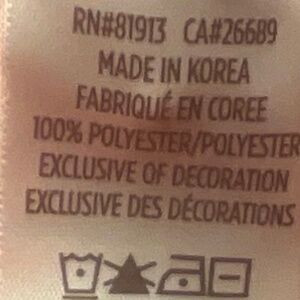 RN#81913 CA#26689
MADE IN KOREA
FABRIQUÉ EN COREE
100% POLYESTER/POLYESTER
EXCLUSIVE OF DECORATION
EXCLUSIVE DES DÉCORATIONS